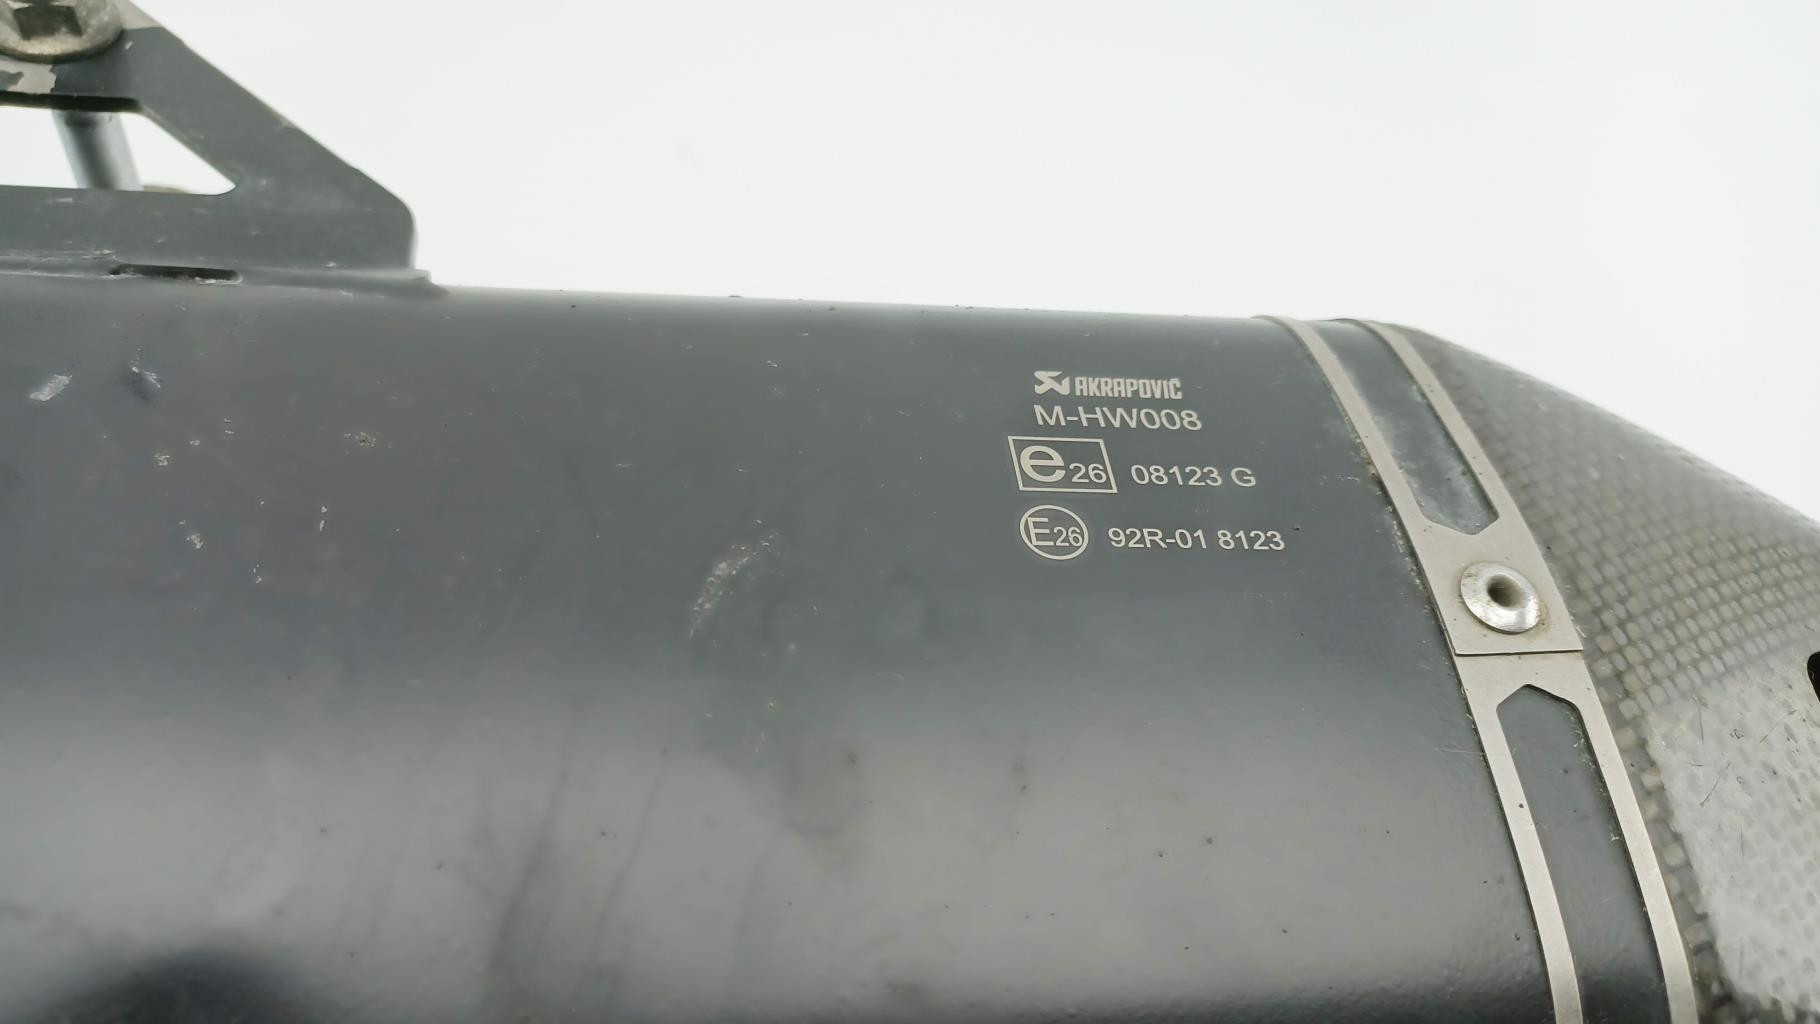 AKRAPOVIČ
M-HW008
e26 08123 G
E26 92R-01 8123